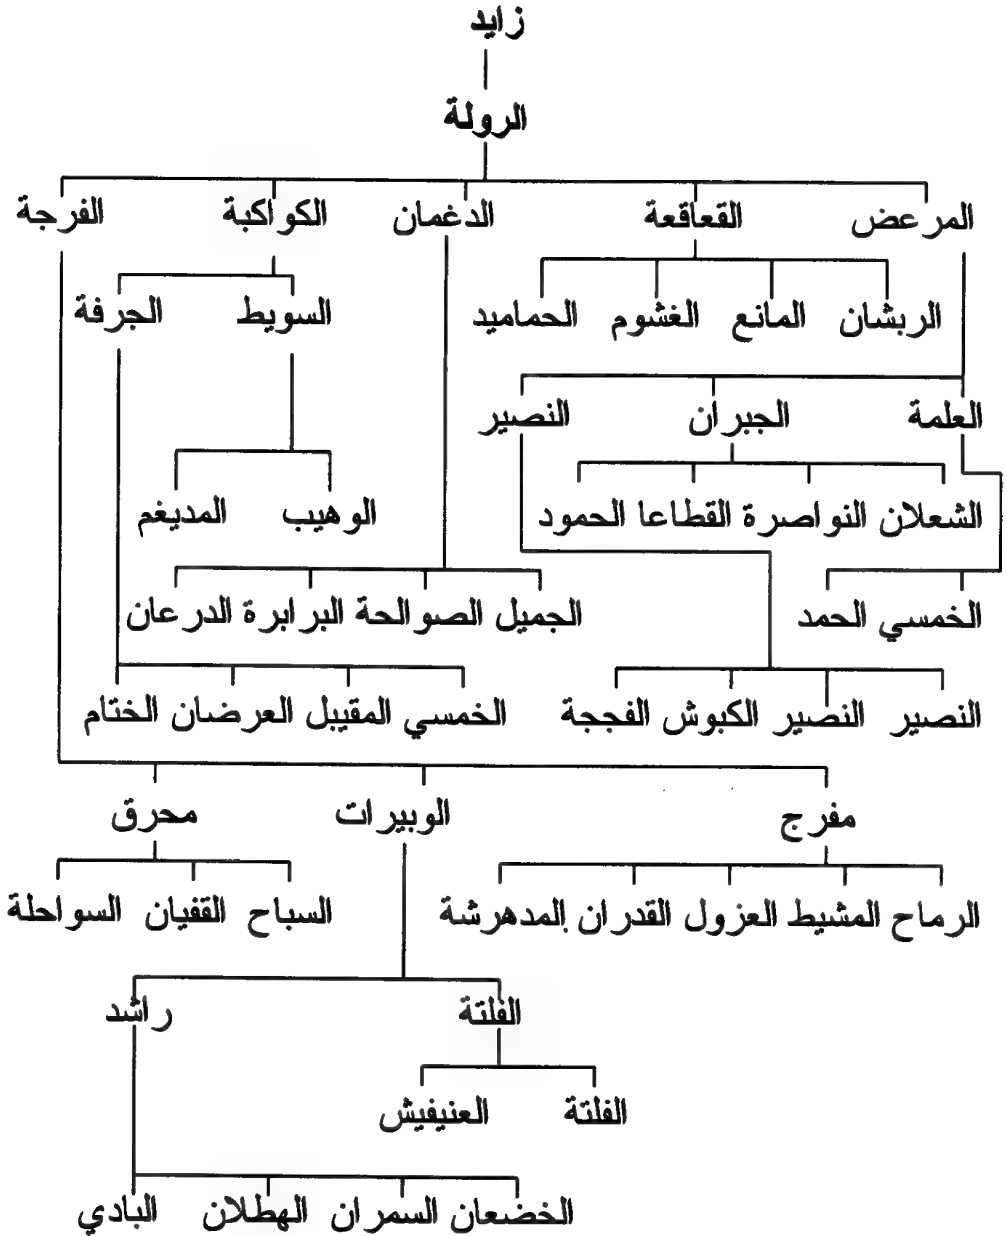 زايد
الرولة
المرعض القعاقعة الدغمان الكواكبة الفرجة
الربشان المانع الغشوم الحماميد السويط الجرفة
العلمة الجبران النصير
الشعلان النواصرة القطاعا الحمود الوهيب المديغم
الخمسي الحمد الجميل الصوالحة البرابرة الدرعان
النصير النصير الكبوش الفججة الخمسي المقيبل العرضان الختام
مفرج الوبيرات محرق
الرماح المشيط العزول القدران المدهرشة السباح القفيان السواحلة
الفلتة راشد
الفلتة العنيفيش
الخضعان السمران الهطلان البادي